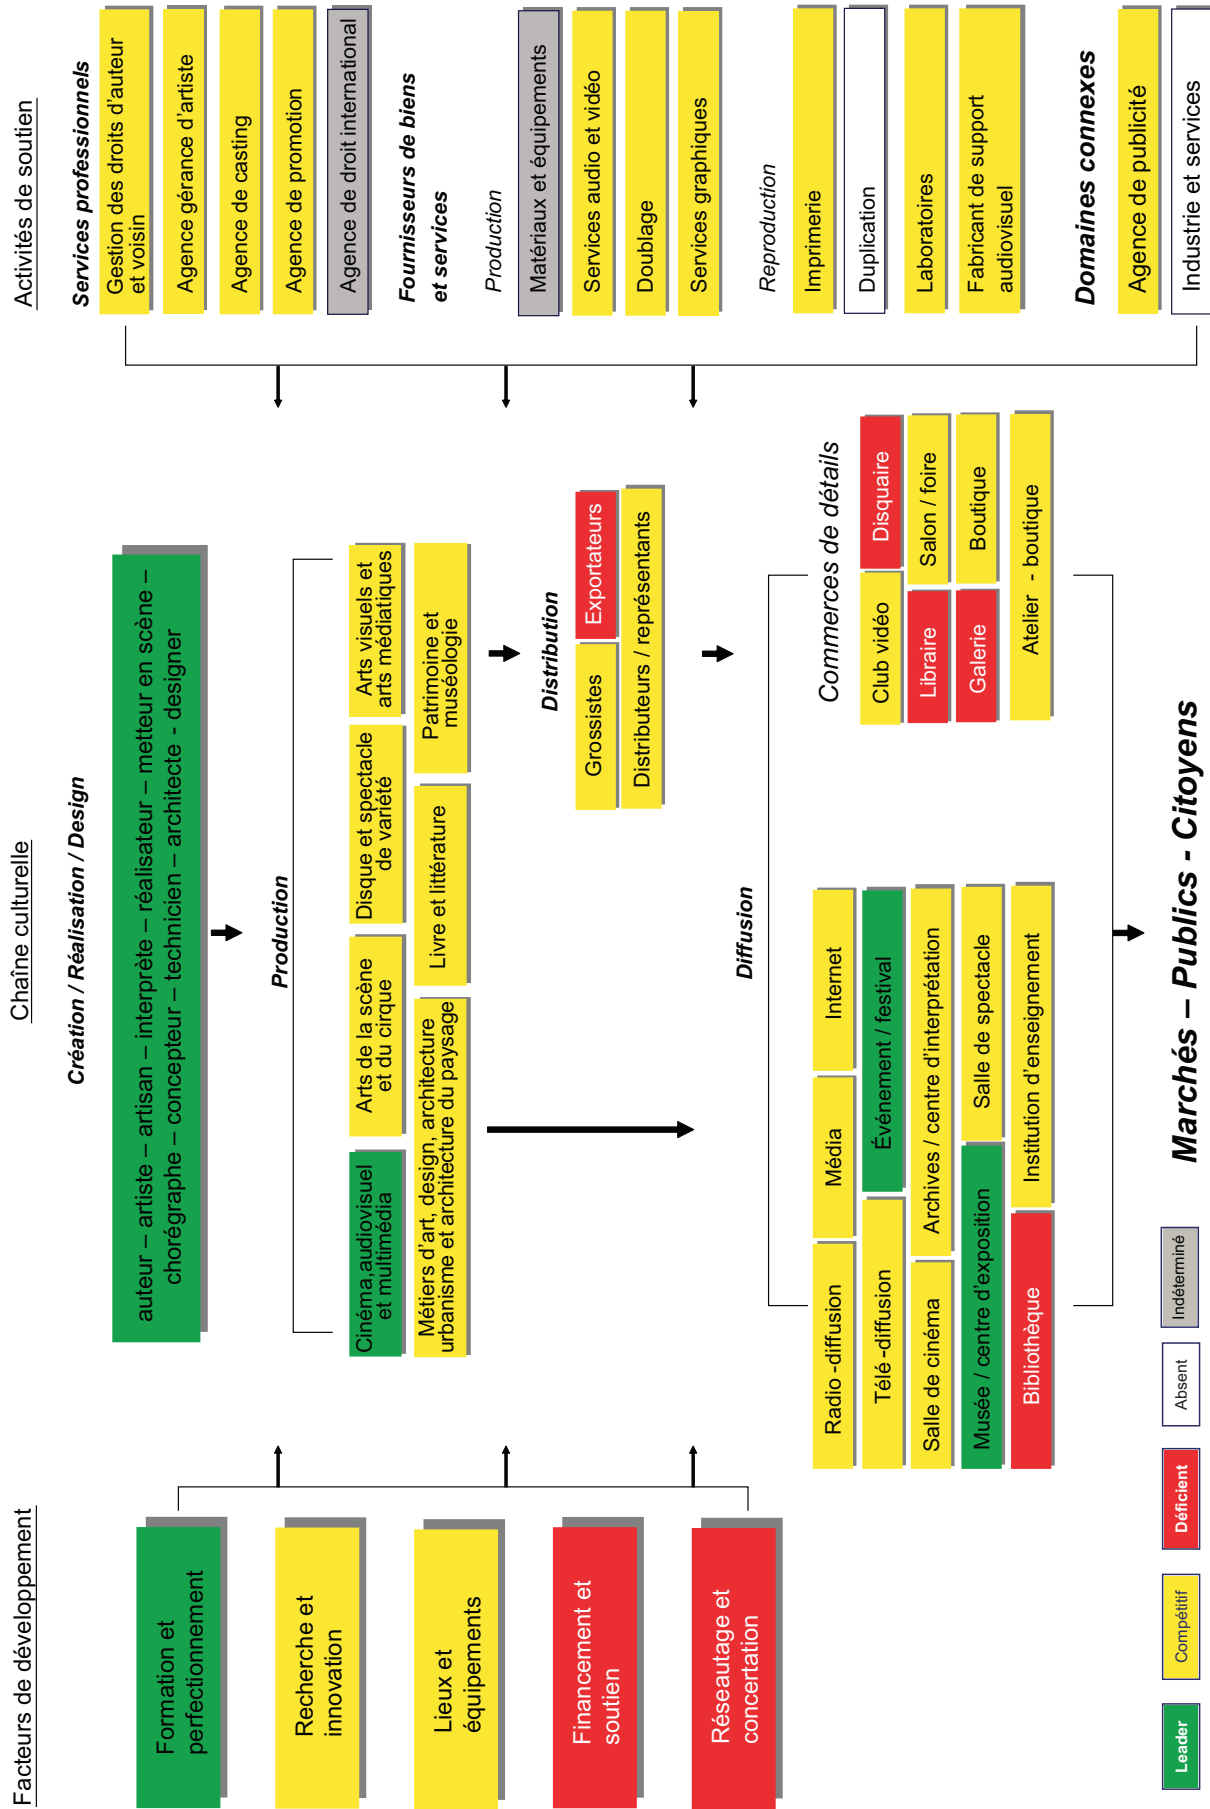 Facteurs de développement
Formation et
perfectionnement
Recherche et
innovation
Lieux et
équipements
Financement et
soutien
Réseautage et
concertation
Chaîne culturelle
Création / Réalisation / Design
auteur – artiste – artisan – interprète – réalisateur – metteur en scène –
chorégraphe – concepteur – technicien – architecte - designer
Production
Cinéma,audiovisuel
et multimédia
Arts de la scène
et du cirque
Disque et spectacle
de variété
Arts visuels et
arts médiatiques
Métiers d'art, design, architecture
urbanisme et architecture du paysage
Livre et littérature
Patrimoine et
muséologie
Distribution
Grossistes
Exportateurs
Distributeurs / représentants
Diffusion
Radio -diffusion
Média
Internet
Télé -diffusion
Événement / festival
Salle de cinéma
Archives / centre d'interprétation
Musée / centre d'exposition
Salle de spectacle
Bibliothèque
Institution d'enseignement
Commerces de détails
Club vidéo
Disquaire
Libraire
Salon / foire
Galerie
Boutique
Atelier - boutique
Marchés – Publics - Citoyens
Activités de soutien
Services professionnels
Gestion des droits d'auteur
et voisin
Agence gérance d'artiste
Agence de casting
Agence de promotion
Agence de droit international
Fournisseurs de biens
et services
Production
Matériaux et équipements
Services audio et vidéo
Doublage
Services graphiques
Reproduction
Imprimerie
Duplication
Laboratoires
Fabricant de support
audiovisuel
Domaines connexes
Agence de publicité
Industrie et services
Leader
Compétitif
Déficient
Absent
Indéterminé